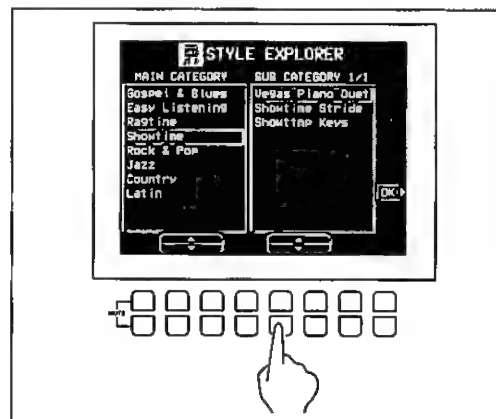 STYLE EXPLORER
MAIN CATEGORY
Gospel & Blues
Easy Listening
Ragtime
Showtime
Rock & Pop
Jazz
Country
Latin
SUB CATEGORY 1/1
Vegas Piano Duet
Showtime Stride
Showtime Keys
OK
MUTE